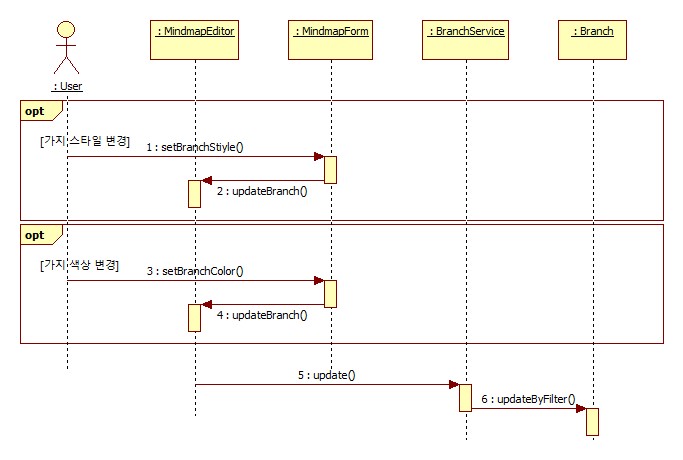 : MindmapEditor
: MindmapForm
: BranchService
: Branch
: User
opt
[가지 스타일 변경]
1 : setBranchStiyle()
2 : updateBranch()
opt
[가지 색상 변경]
3 : setBranchColor()
4 : updateBranch()
5 : update()
6 : updateByFilter()